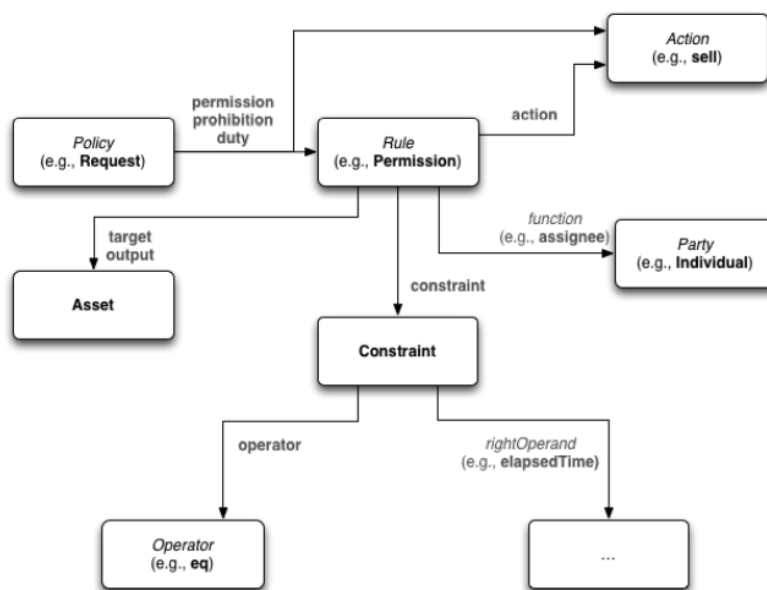 Action
(e.g., sell)
permission
prohibition
duty
action
Policy
(e.g., Request)
Rule
(e.g., Permission)
function
(e.g., assignee)
Party
(e.g., Individual)
target
output
Asset
constraint
Constraint
operator
rightOperand
(e.g., elapsedTime)
Operator
(e.g., eq)
...